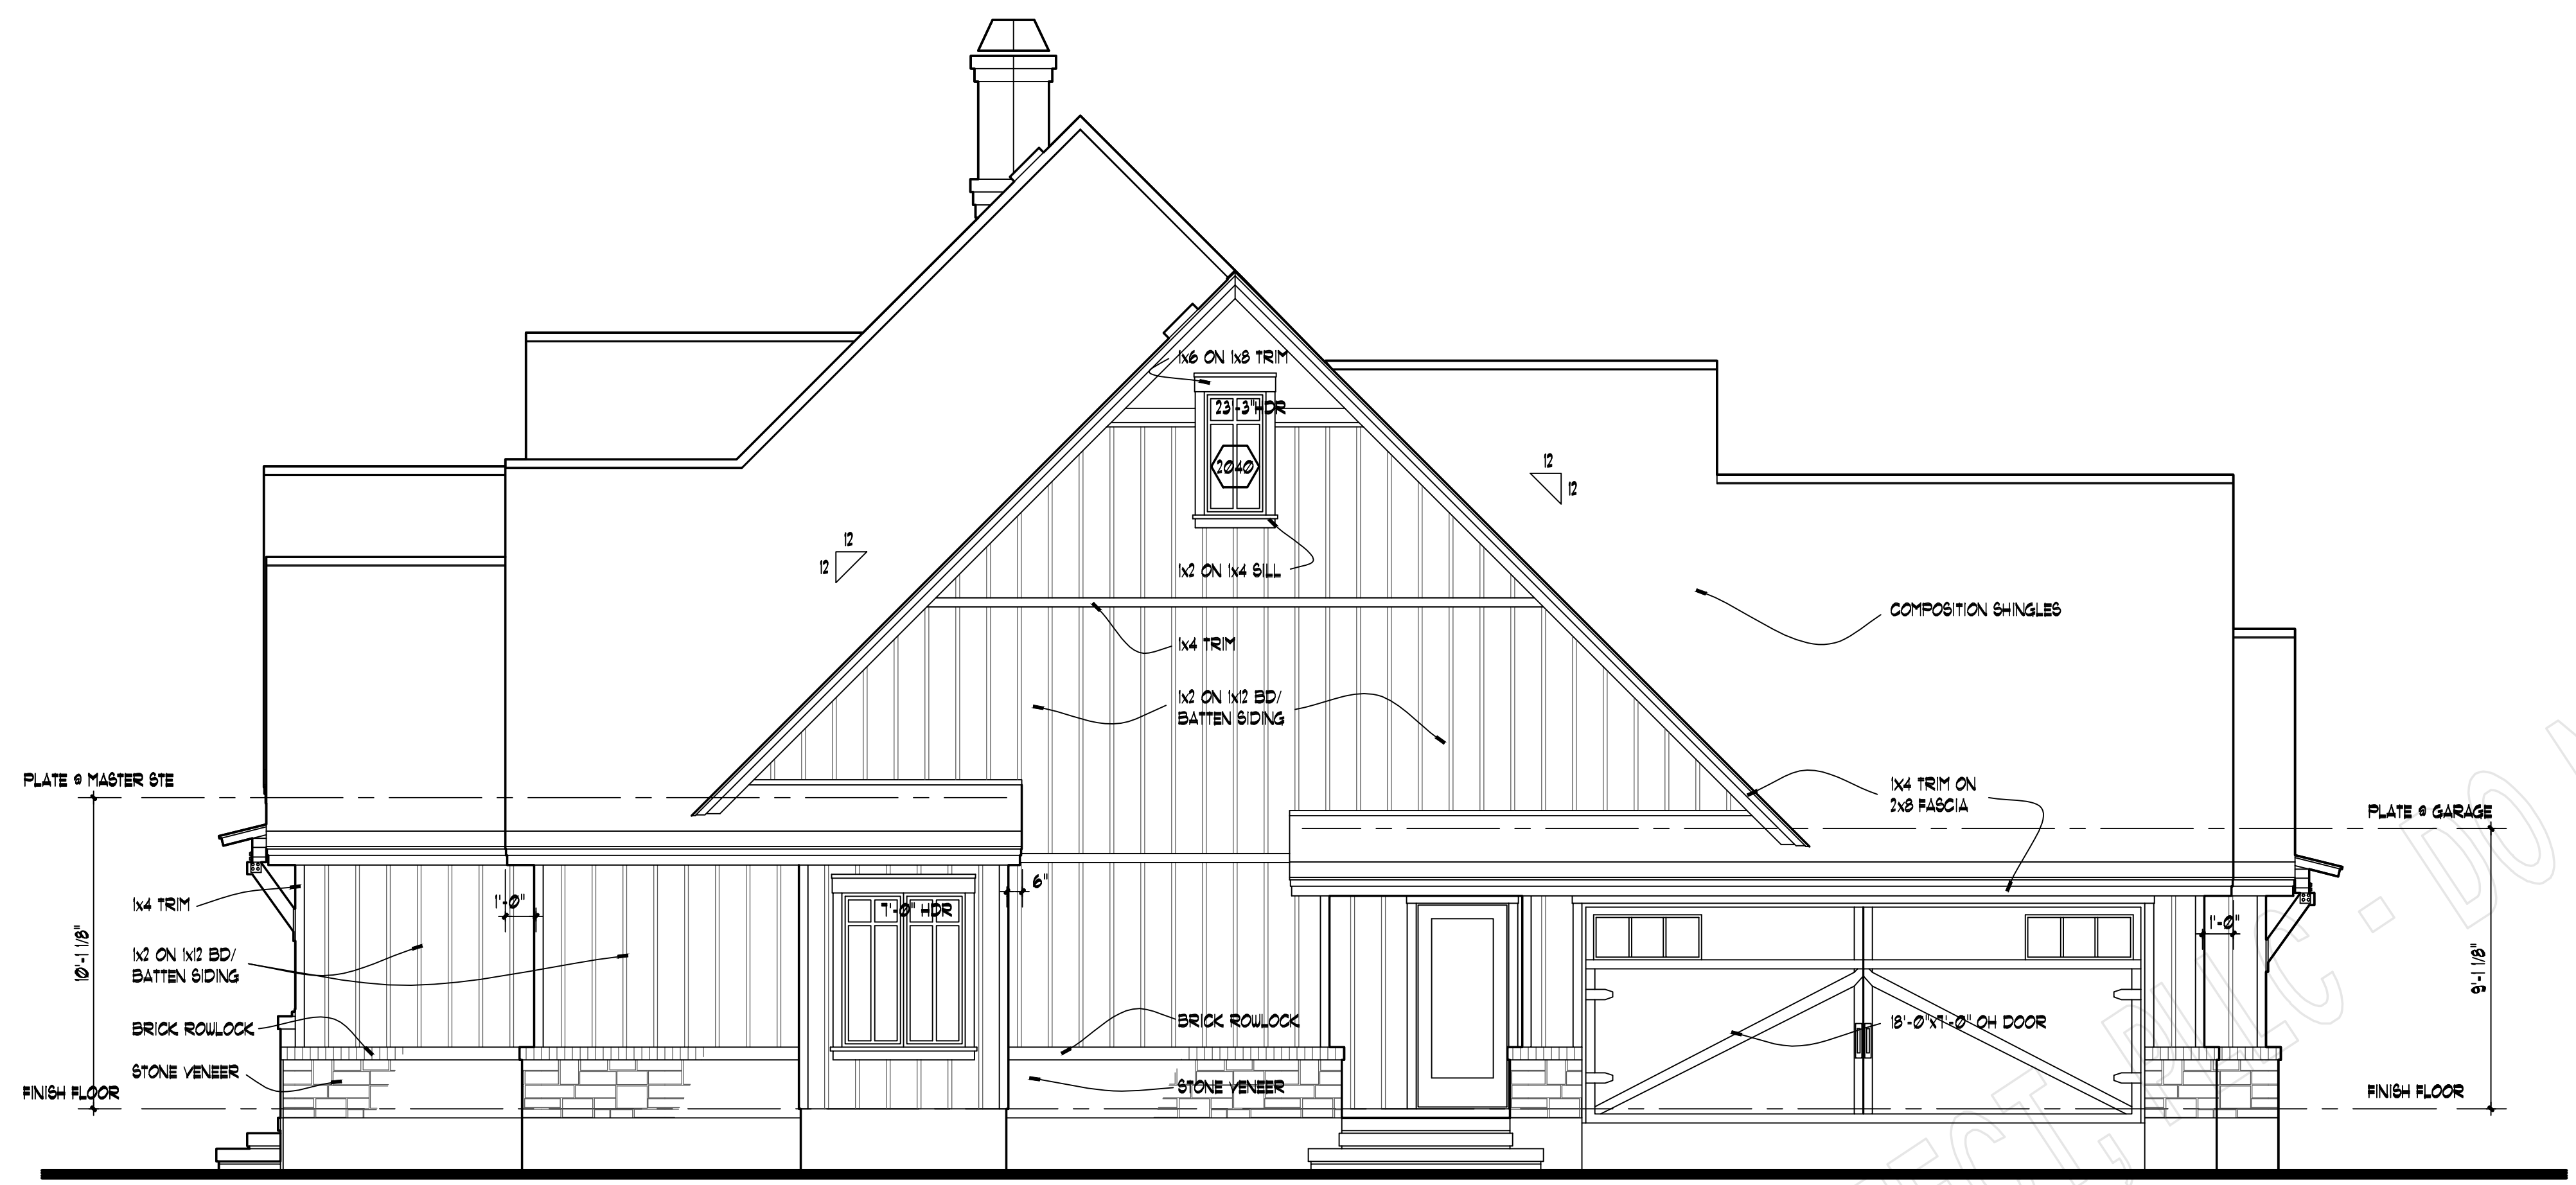 1x6 ON 1x8 TRIM
23'-3" HDR
2040
12
12
12
12
1x2 ON 1x4 SILL
COMPOSITION SHINGLES
1x4 TRIM
1x2 ON 1x12 BD/
BATTEN SIDING
PLATE @ MASTER STE
1X4 TRIM ON
2x8 FASCIA
PLATE @ GARAGE
6"
1x4 TRIM
1'-0"
7'-0" HDR
1'-0"
10'-1 1/8"
1x2 ON 1x12 BD/
BATTEN SIDING
9'-1 1/8"
BRICK ROWLOCK
BRICK ROWLOCK
18'-0"x7'-0" OH DOOR
STONE VENEER
STONE VENEER
FINISH FLOOR
FINISH FLOOR
PLLC - DO